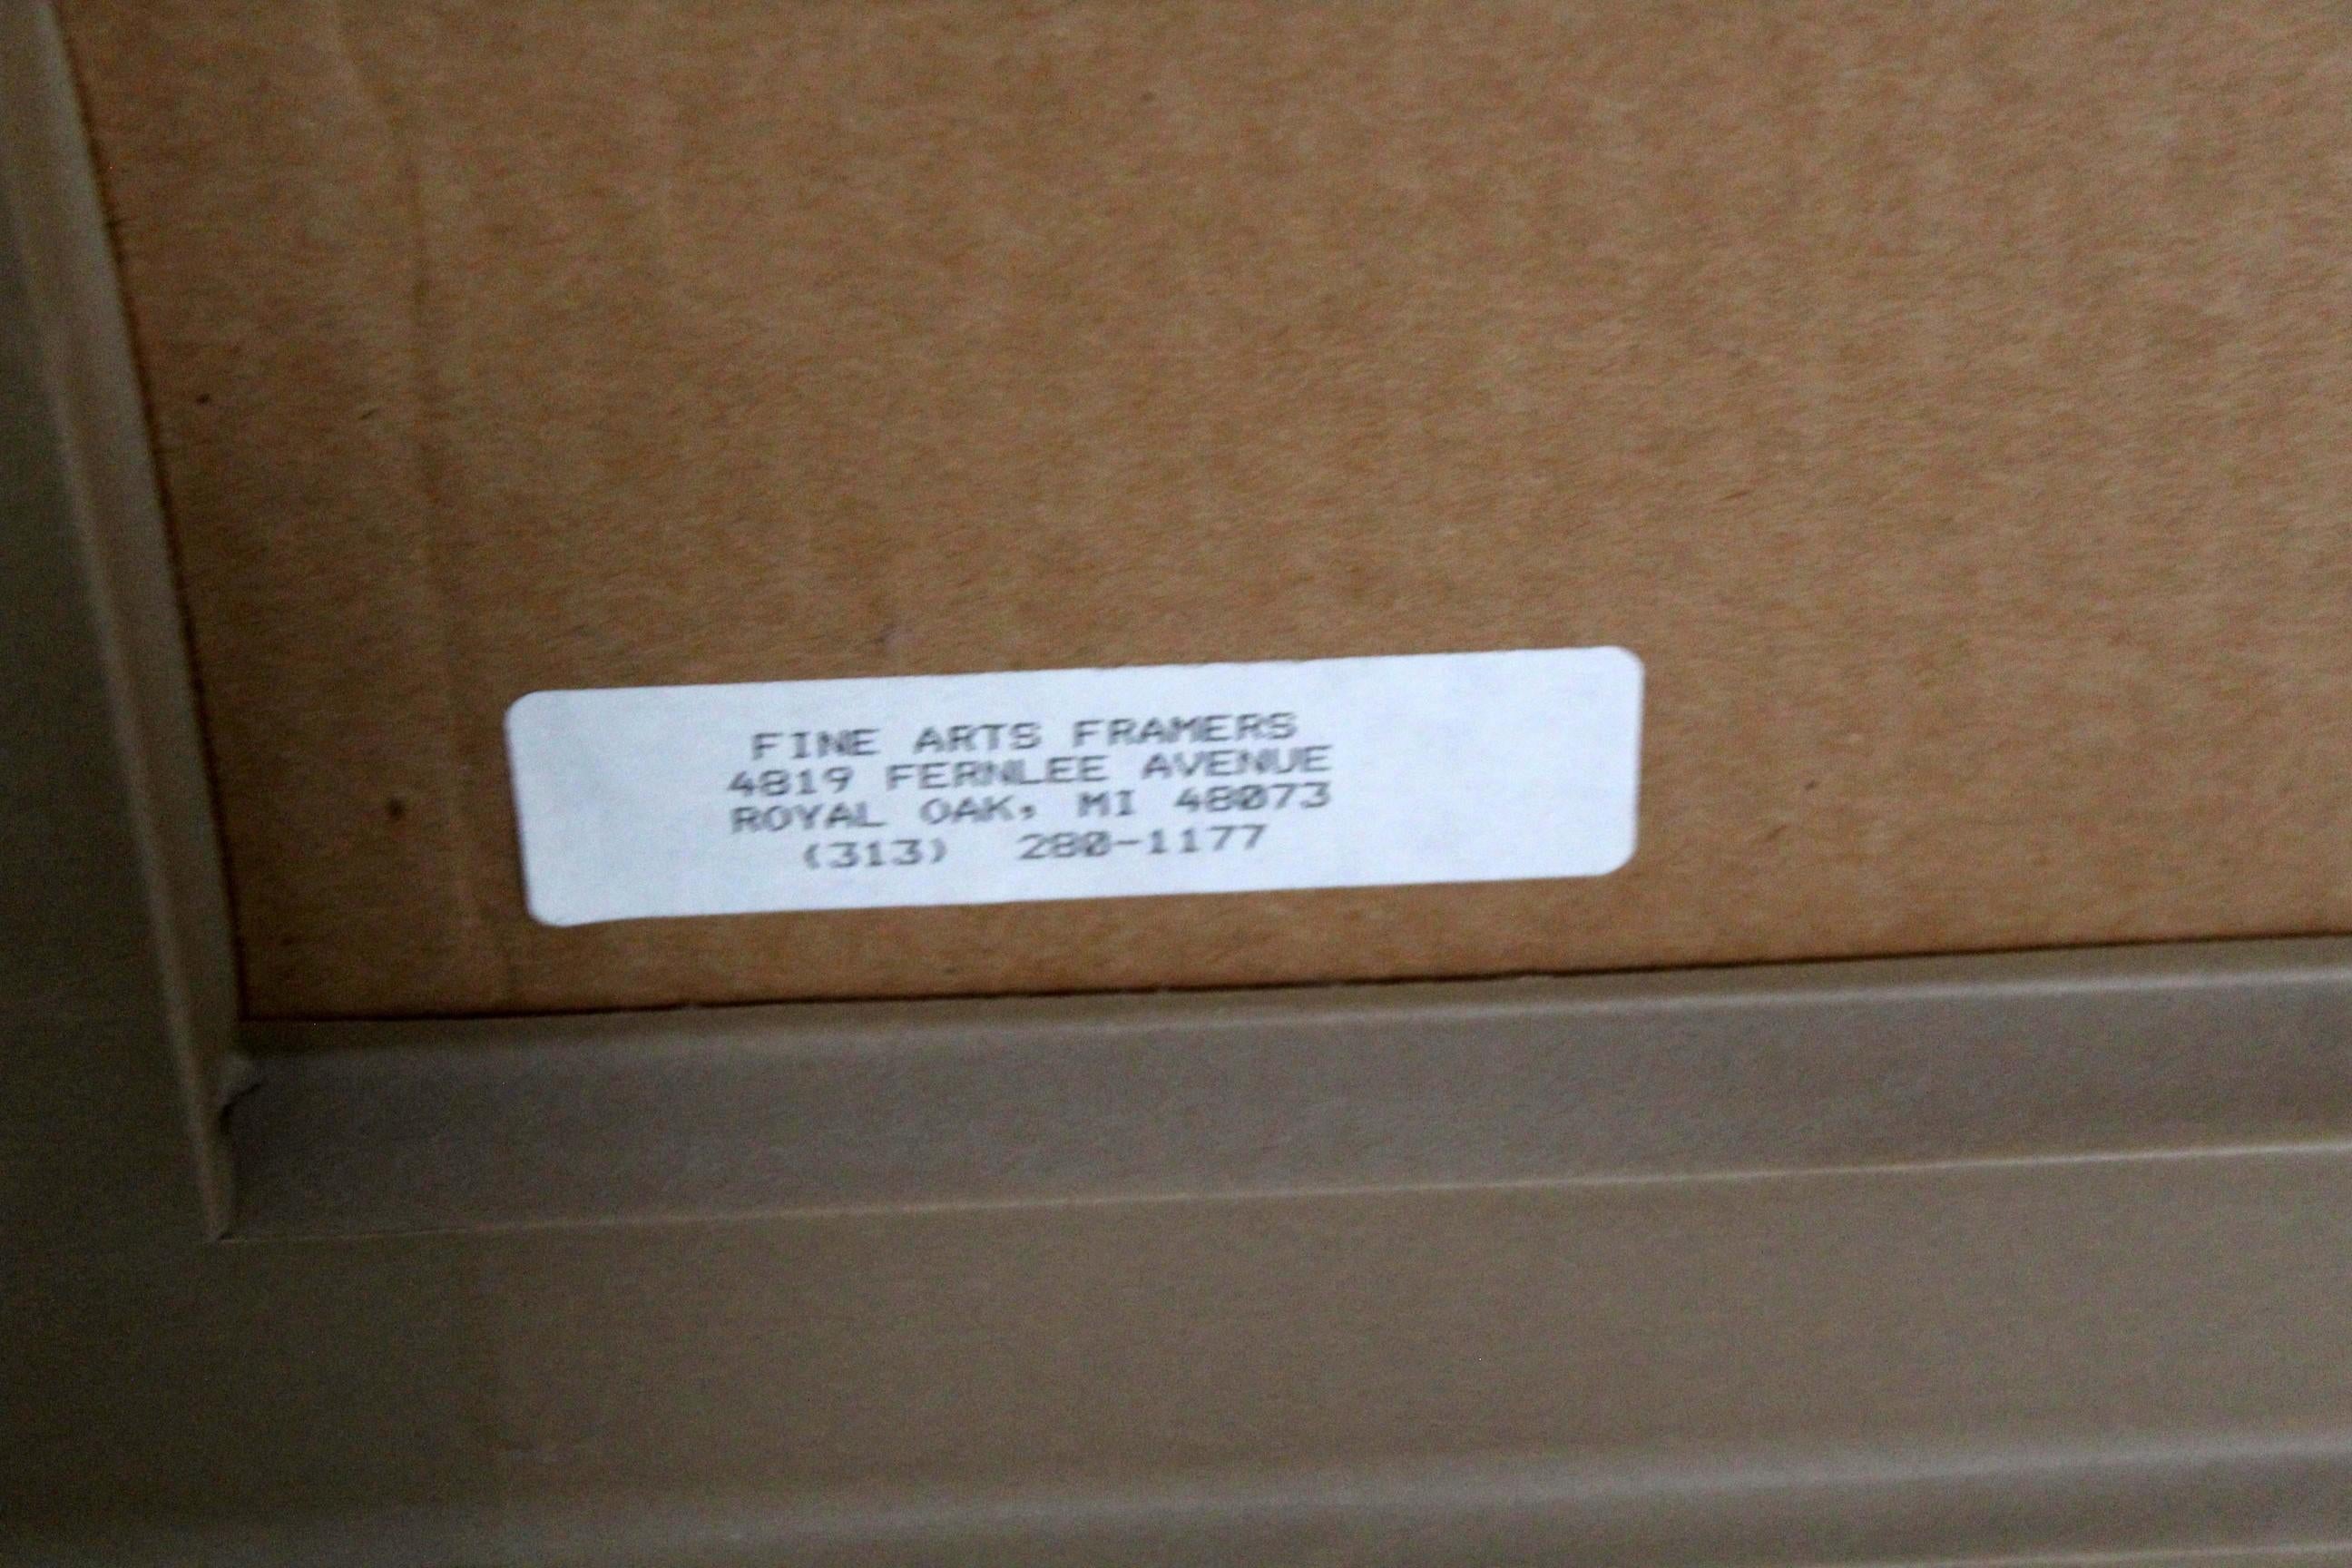 FINE ARTS FRAMERS
4819 FERNLEE AVENUE
ROYAL OAK, MI 48073
(313) 280-1177